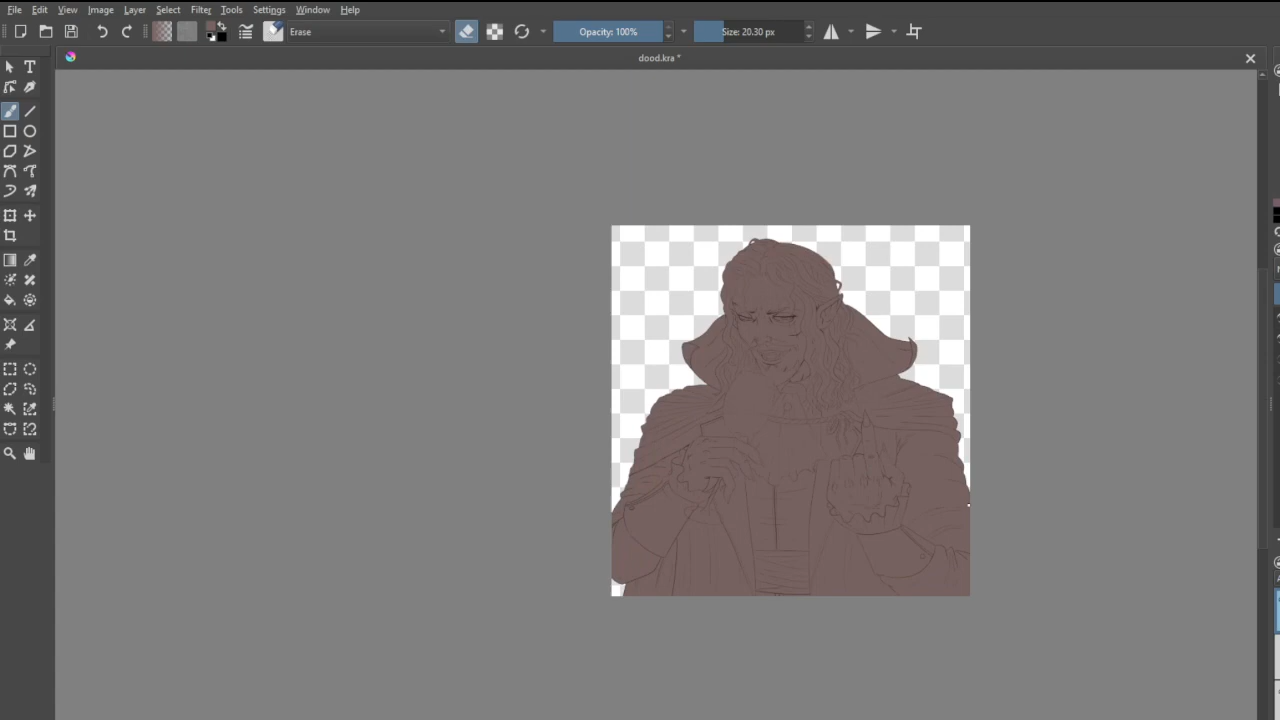 File Edit View Image Layer Select Filter Tools Settings Window Help
Erase Opacity: 100% Size: 20.30 px
dood.kra *